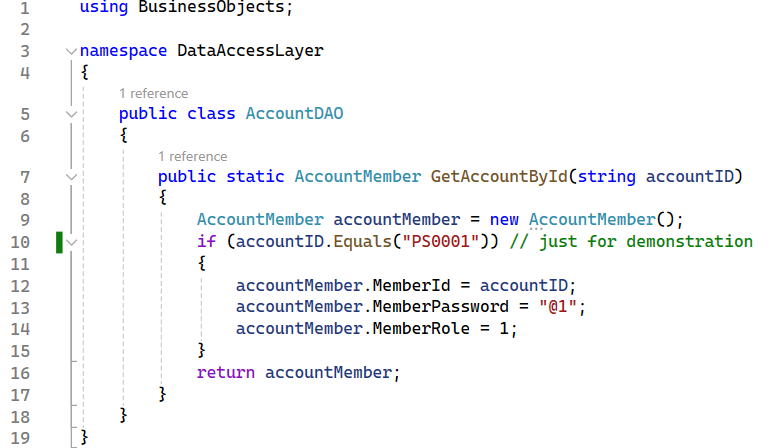 1 using BusinessObjects;
2
3 namespace DataAccessLayer
4 {
1 reference
5 public class AccountDAO
6 {
1 reference
7 public static AccountMember GetAccountById(string accountID)
8 {
9 AccountMember accountMember = new AccountMember();
10 if (accountID.Equals("PS0001")) // just for demonstration
11 {
12 accountMember.MemberId = accountID;
13 accountMember.MemberPassword = "@1";
14 accountMember.MemberRole = 1;
15 }
16 return accountMember;
17 }
18 }
19 }